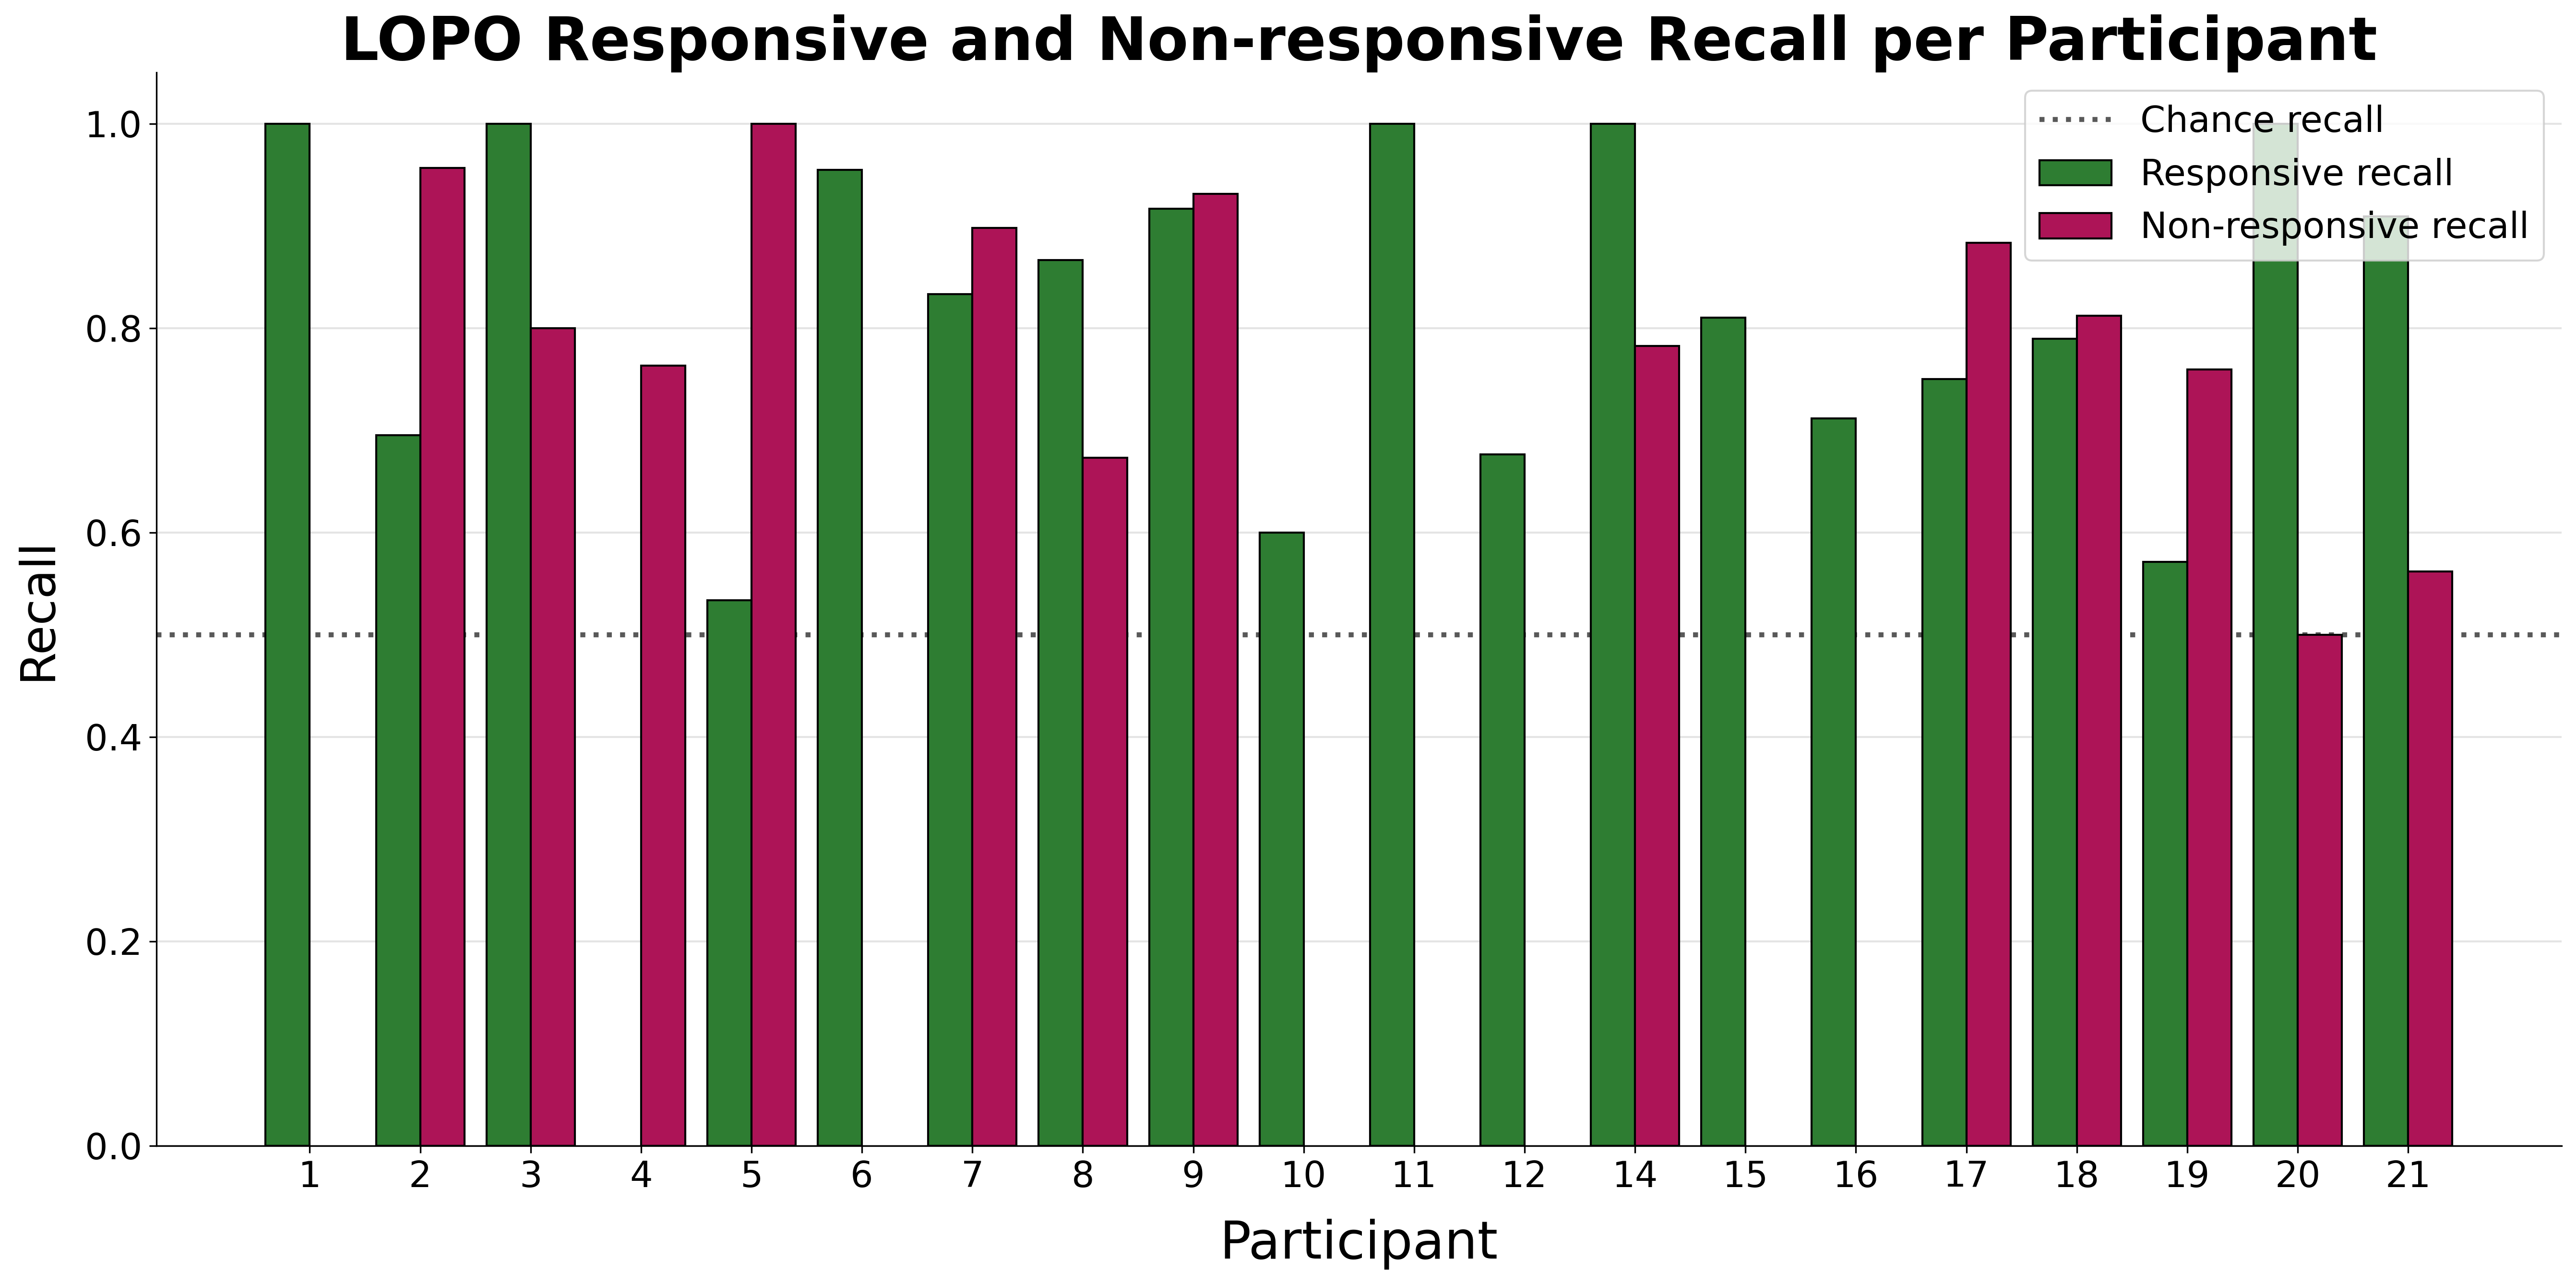 LOPO Responsive and Non-responsive Recall per Participant
Chance recall
Responsive recall
Non-responsive recall
1.0
0.8
0.6
0.4
0.2
0.0
Recall
1 2 3 4 5 6 7 8 9 10 11 12 14 15 16 17 18 19 20 21
Participant